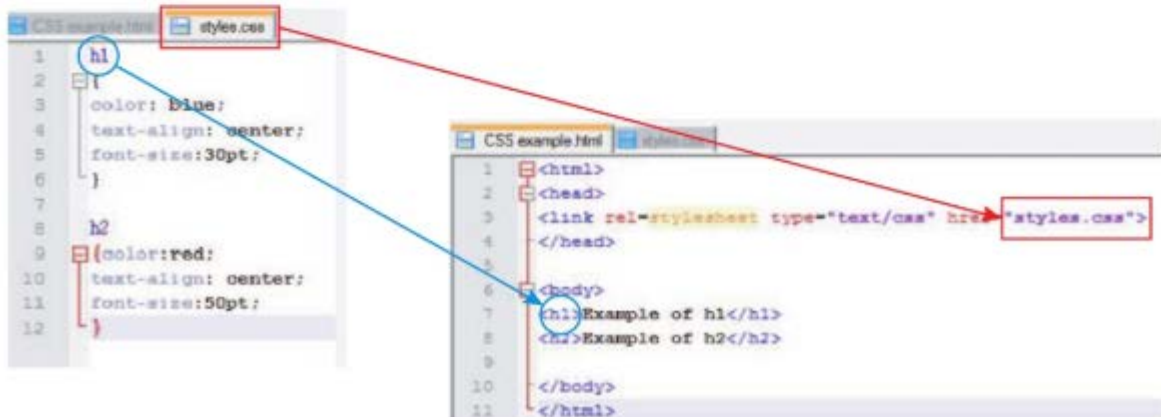 CSS example.html styles.css
1 h1
2 {
3 color: blue;
4 text-align: center;
5 font-size:30pt;
6 }
7
8 h2
9 {color:red;
10 text-align: center;
11 font-size:50pt;
12 }
CSS example.html styles.css
1 <html>
2 <head>
3 <link rel=stylesheet type="text/css" href="styles.css">
4 </head>
5
6 <body>
7 <h1>Example of h1</h1>
8 <h2>Example of h2</h2>
9
10 </body>
11 </html>